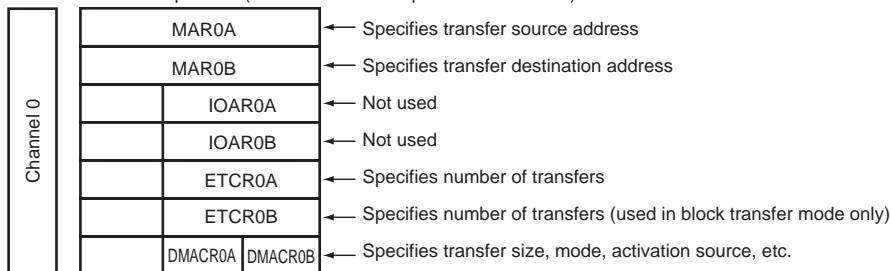 MAR0A Specifies transfer source address
MAR0B Specifies transfer destination address
IOAR0A Not used
IOAR0B Not used
ETCR0A Specifies number of transfers
ETCR0B Specifies number of transfers (used in block transfer mode only)
DMACR0A DMACR0B Specifies transfer size, mode, activation source, etc.
Channel 0